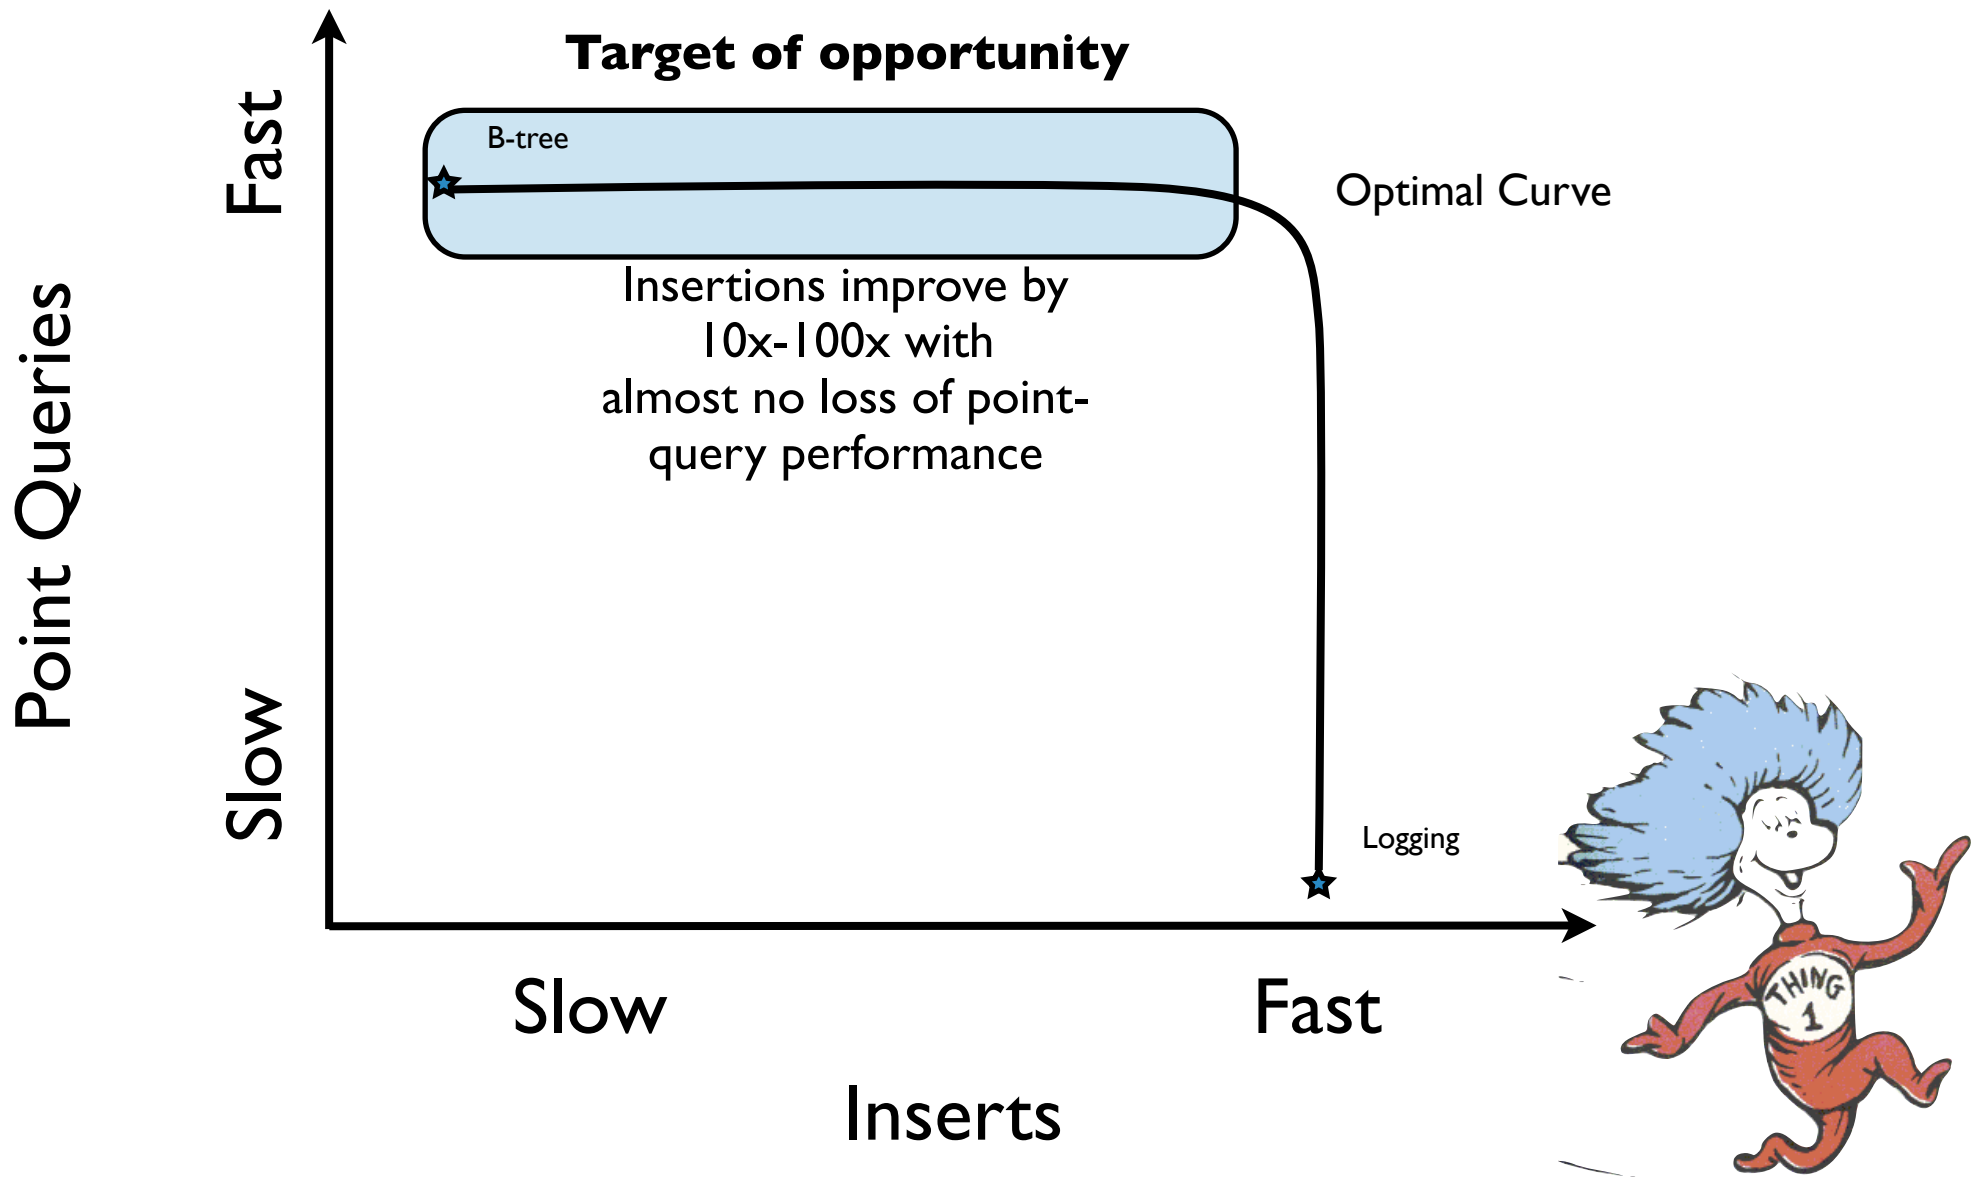 Target of opportunity
B-tree
Optimal Curve
Insertions improve by
10x-100x with
almost no loss of point-
query performance
Fast
Point Queries
Slow
Logging
Slow
Fast
Inserts
THING
1